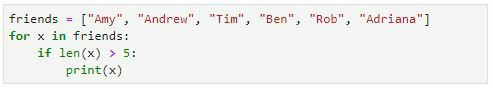 friends = ["Amy", "Andrew", "Tim", "Ben", "Rob", "Adriana"]
for x in friends:
    if len(x) > 5:
        print(x)